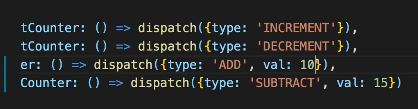 tCounter: () => dispatch({type: 'INCREMENT'}),
tCounter: () => dispatch({type: 'DECREMENT'}),
er: () => dispatch({type: 'ADD', val: 10}),
Counter: () => dispatch({type: 'SUBTRACT', val: 15})